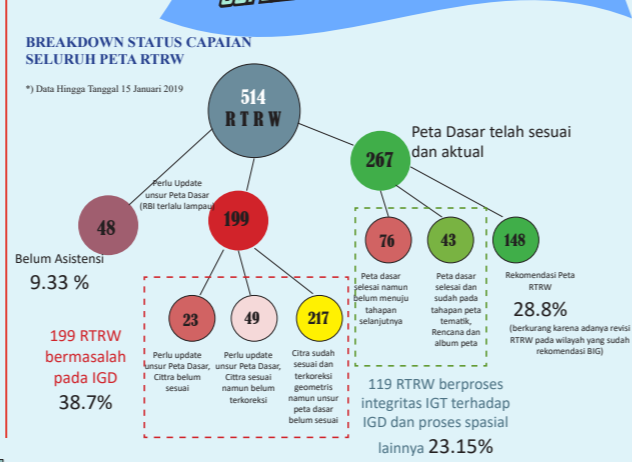 BREAKDOWN STATUS CAPAIAN
SELURUH PETA RTRW
*) Data Hingga Tanggal 15 Januari 2019
514
RTRW
267
Peta Dasar telah sesuai
dan aktual
48
Belum Asistensi
9.33 %
Perlu Update
unsur Peta Dasar
(RBI terlalu lampau)
199
76
Peta dasar
selesai namun
belum menuju
tahapan
selanjutnya
43
Peta dasar
selesai dan
sudah pada
tahapan peta
tematik,
Rencana dan
album peta
148
Rekomendasi Peta
RTRW
28.8%
(berkurang karena adanya revisi
RTRW pada wilayah yang sudah
rekomendasi BIG)
199 RTRW
bermasalah
pada IGD
38.7%
23
Perlu update
unsur Peta Dasar,
Cittra belum
sesuai
49
Perlu update
unsur Peta Dasar,
Cittra sesuai
namun belum
terkoreksi
217
Citra sudah
sesuai dan
terkoreksi
geometris
namun unsur
peta dasar
belum sesuai
119 RTRW berproses
integritas IGT terhadap
IGD dan proses spasial
lainnya 23.15%